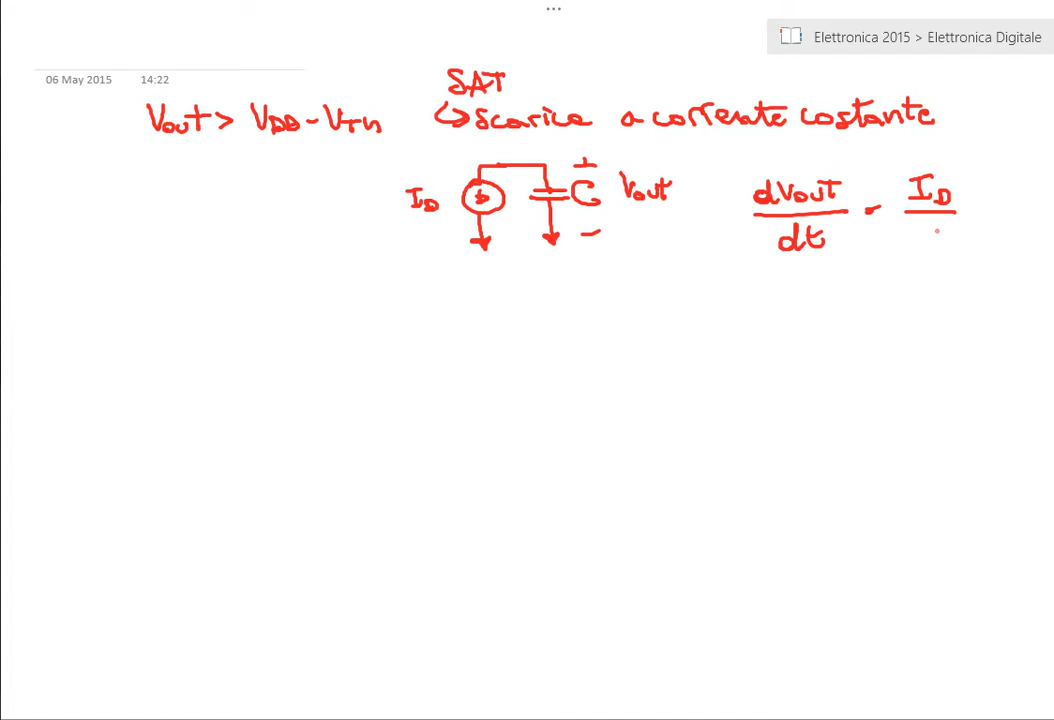 Elettronica 2015 > Elettronica Digitale
06 May 2015 14:22
SAT
Vout > VDD - VTn ↳ Scarica a corrente costante
ID C + - Vout dVout/dt = ID